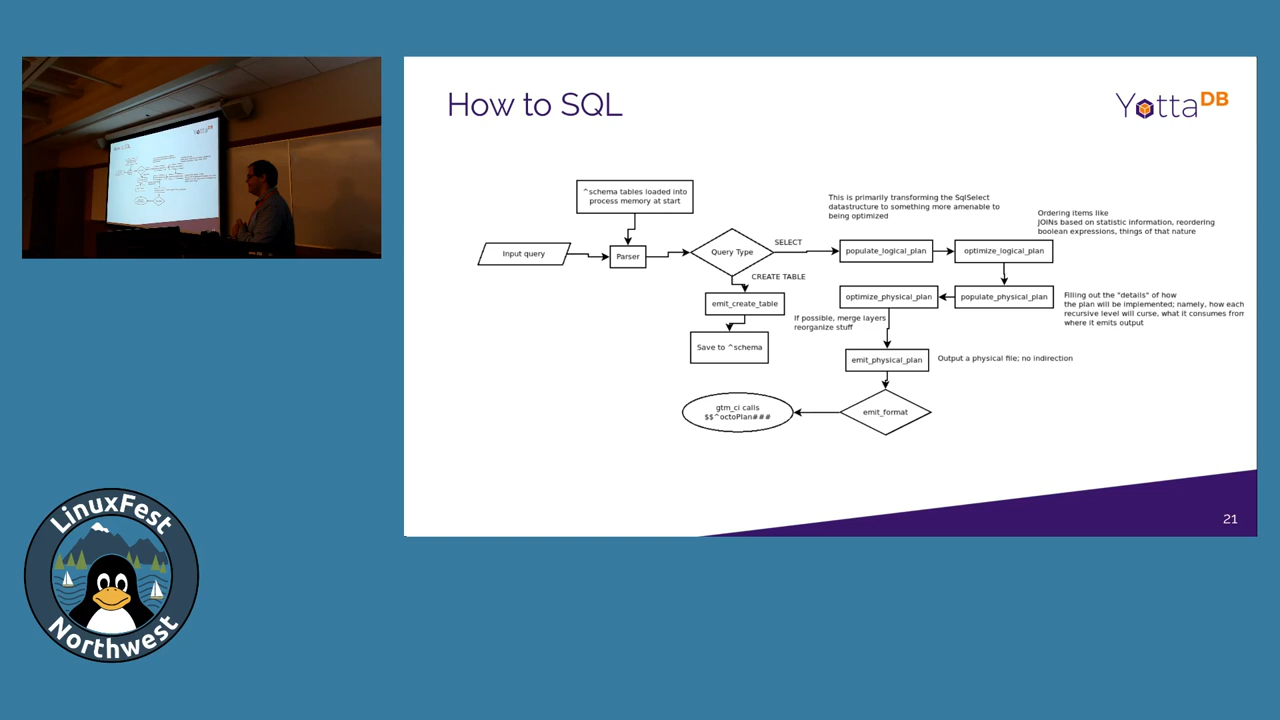 How to SQL
YottaDB
^schema tables loaded into
process memory at start
Input query
Parser
Query Type
SELECT
CREATE TABLE
This is primarily transforming the SqlSelect
datastructure to something more amenable to
being optimized
Ordering items like
JOINs based on statistic information, reordering
boolean expressions, things of that nature
populate_logical_plan
optimize_logical_plan
emit_create_table
Save to ^schema
optimize_physical_plan
populate_physical_plan
Filling out the "details" of how
the plan will be implemented; namely, how each
recursive level will curse, what it consumes from
where it emits output
If possible, merge layers
reorganize stuff
emit_physical_plan
Output a physical file; no indirection
emit_format
gtm_ci calls
$$^octoPlan###
21
LinuxFest
Northwest